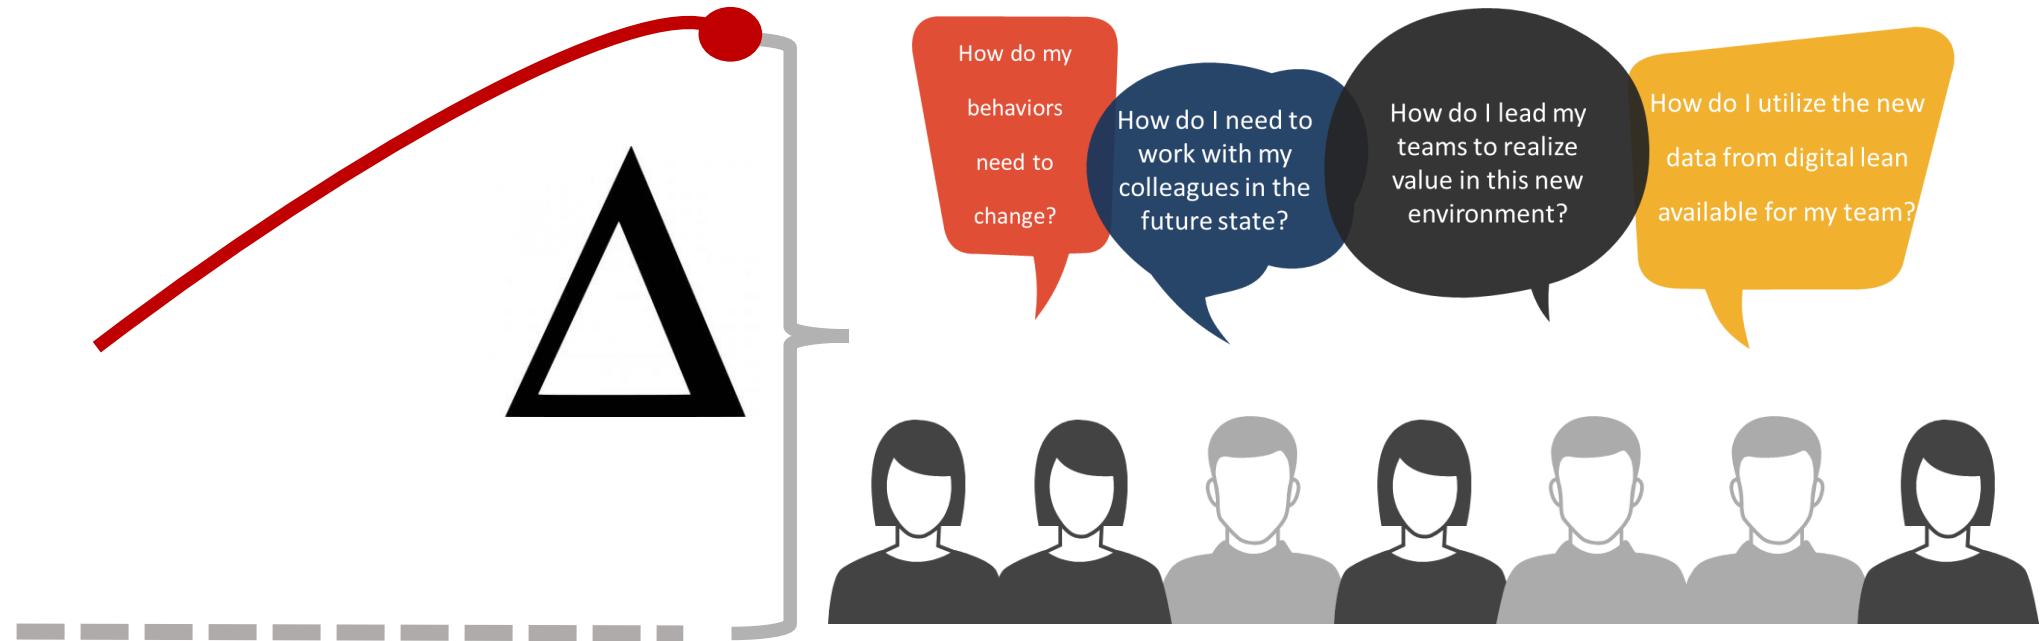 How do my
behaviors
need to
change?
How do I need to
work with my
colleagues in the
future state?
How do I lead my
teams to realize
value in this new
environment?
How do I utilize the new
data from digital lean
available for my team?